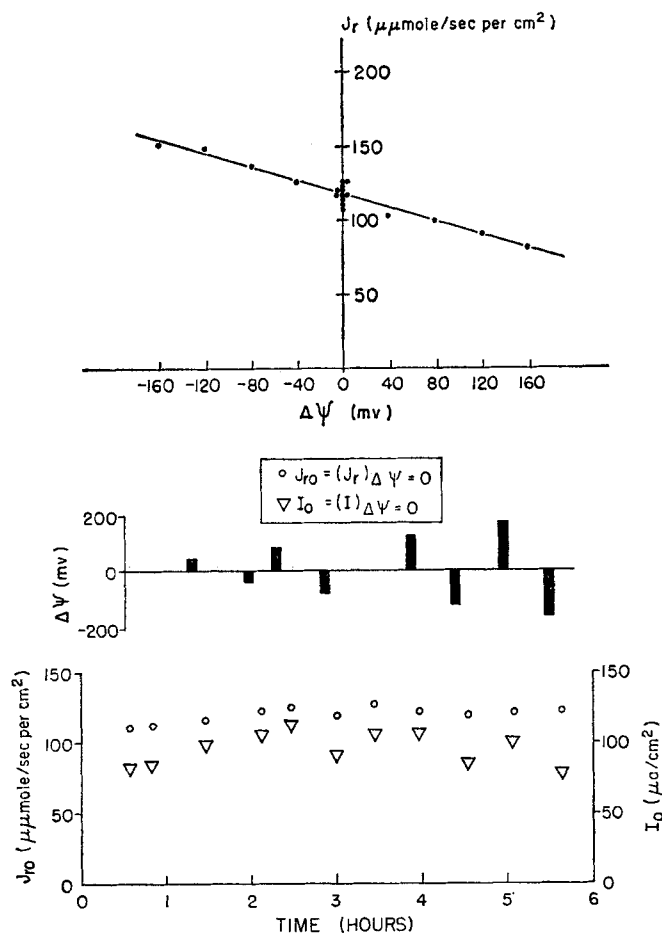 Jr (μμmole/sec per cm²)
200
150
100
50
-160 -120 -80 -40 0 40 80 120 160
ΔΨ (mv)
○ Jro = (Jr)ΔΨ = 0
▽ Io = (I)ΔΨ = 0
200
0
-200
ΔΨ (mv)
150
100
50
0
Jro (μμmole/sec per cm²)
150
100
50
0
Io (μa/cm²)
0 1 2 3 4 5 6
TIME (HOURS)